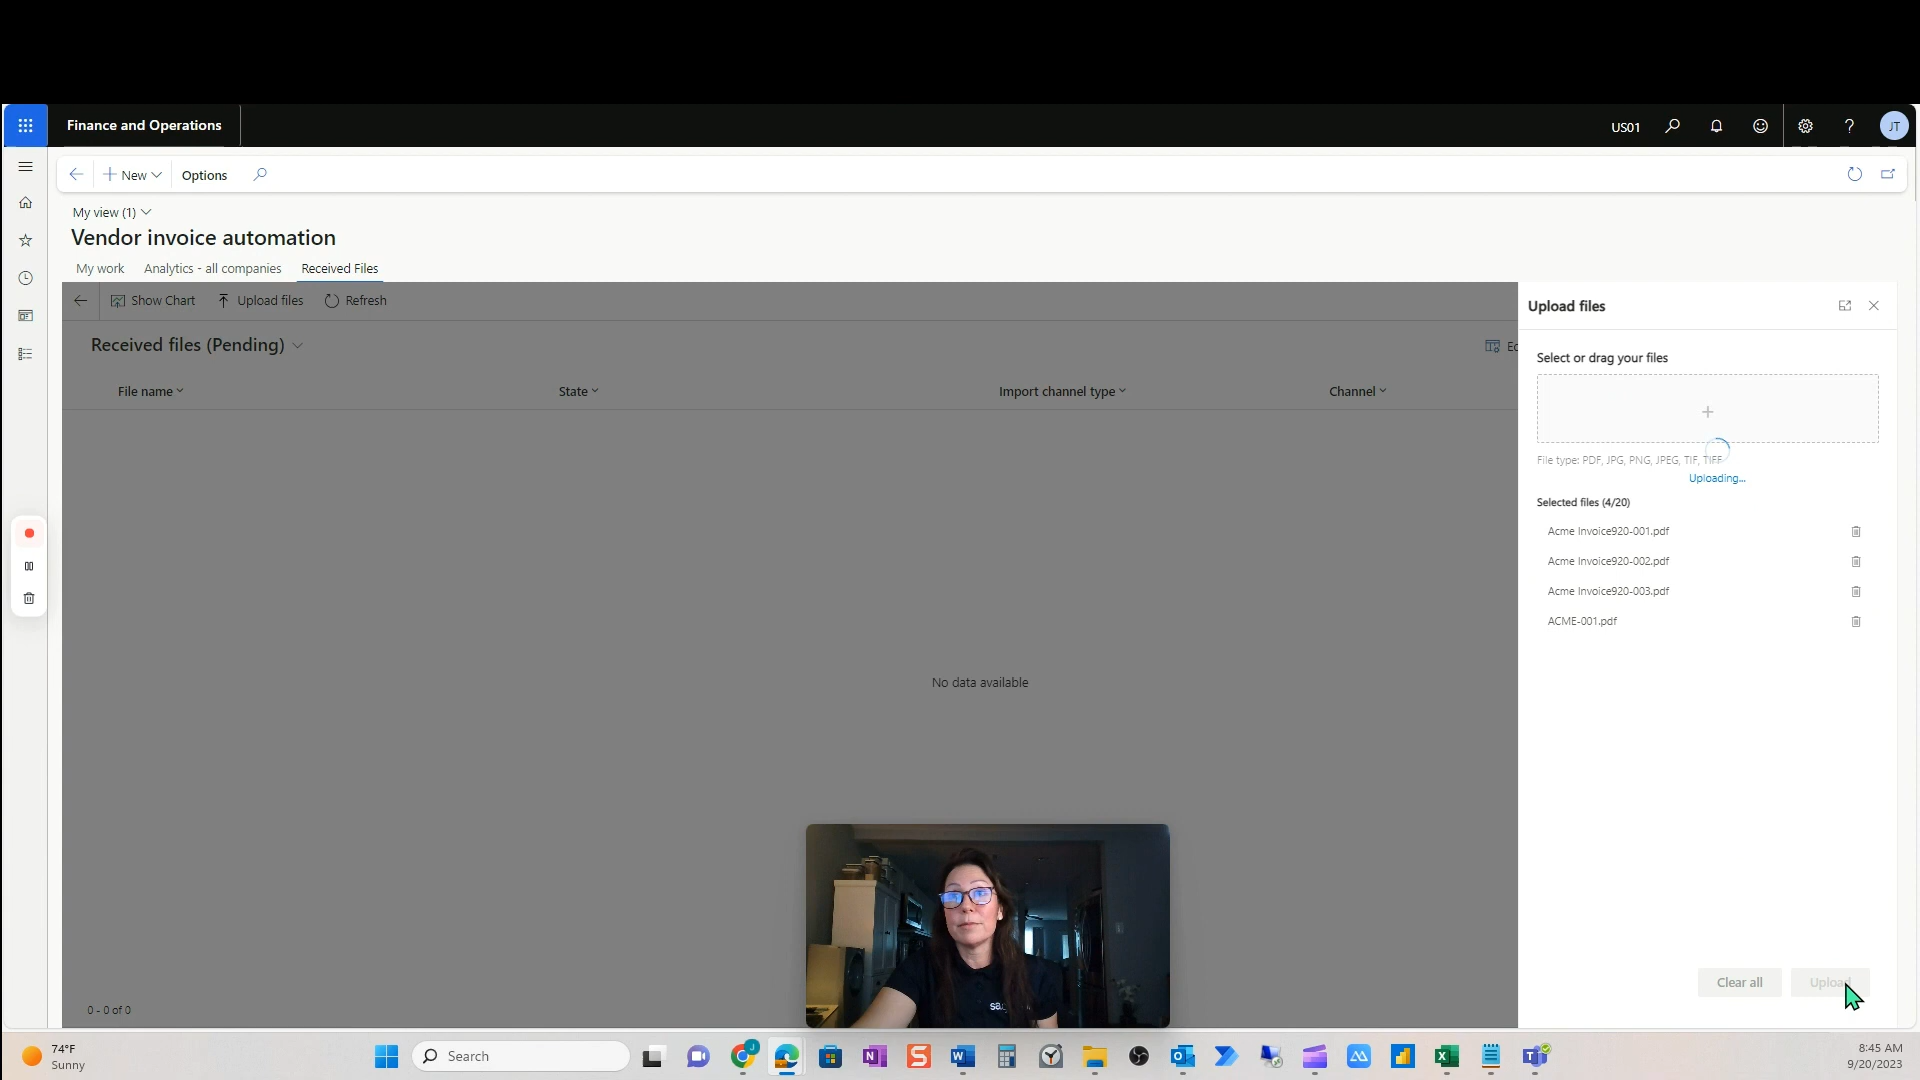 Finance and Operations
US01
JT
New
Options
My view (1)
Vendor invoice automation
My work
Analytics - all companies
Received Files
Show Chart
Upload files
Refresh
Received files (Pending)
File name
State
Import channel type
Channel
No data available
0 - 0 of 0
Upload files
Select or drag your files
File type: PDF, JPG, PNG, JPEG, TIF, TIFF
Uploading...
Selected files (4/20)
Acme Invoice920-001.pdf
Acme Invoice920-002.pdf
Acme Invoice920-003.pdf
ACME-001.pdf
Clear all
Upload
74°F
Sunny
Search
8:45 AM
9/20/2023